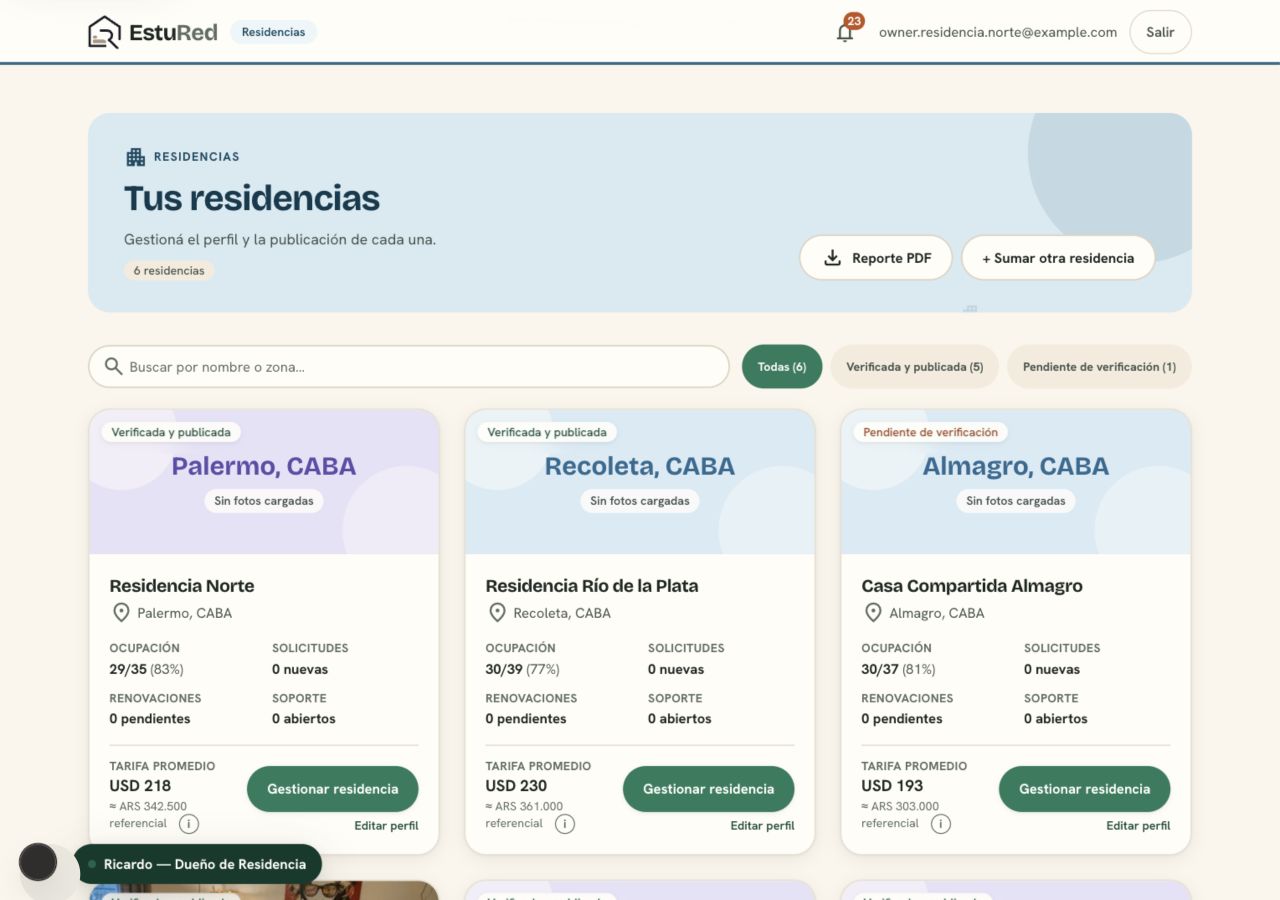 EstuRed
Residencias
23
owner.residencia.norte@example.com
Salir
RESIDENCIAS
Tus residencias
Gestioná el perfil y la publicación de cada una.
6 residencias
Reporte PDF
+ Sumar otra residencia
Buscar por nombre o zona...
Todas (6)
Verificada y publicada (5)
Pendiente de verificación (1)
Verificada y publicada
Palermo, CABA
Sin fotos cargadas
Residencia Norte
Palermo, CABA
OCUPACIÓN
SOLICITUDES
29/35 (83%)
0 nuevas
RENOVACIONES
SOPORTE
0 pendientes
0 abiertos
TARIFA PROMEDIO
USD 218
≈ ARS 342.500
referencial
i
Gestionar residencia
Editar perfil
Verificada y publicada
Recoleta, CABA
Sin fotos cargadas
Residencia Río de la Plata
Recoleta, CABA
OCUPACIÓN
SOLICITUDES
30/39 (77%)
0 nuevas
RENOVACIONES
SOPORTE
0 pendientes
0 abiertos
TARIFA PROMEDIO
USD 230
≈ ARS 361.000
referencial
i
Gestionar residencia
Editar perfil
Pendiente de verificación
Almagro, CABA
Sin fotos cargadas
Casa Compartida Almagro
Almagro, CABA
OCUPACIÓN
SOLICITUDES
30/37 (81%)
0 nuevas
RENOVACIONES
SOPORTE
0 pendientes
0 abiertos
TARIFA PROMEDIO
USD 193
≈ ARS 303.000
referencial
i
Gestionar residencia
Editar perfil
Ricardo — Dueño de Residencia